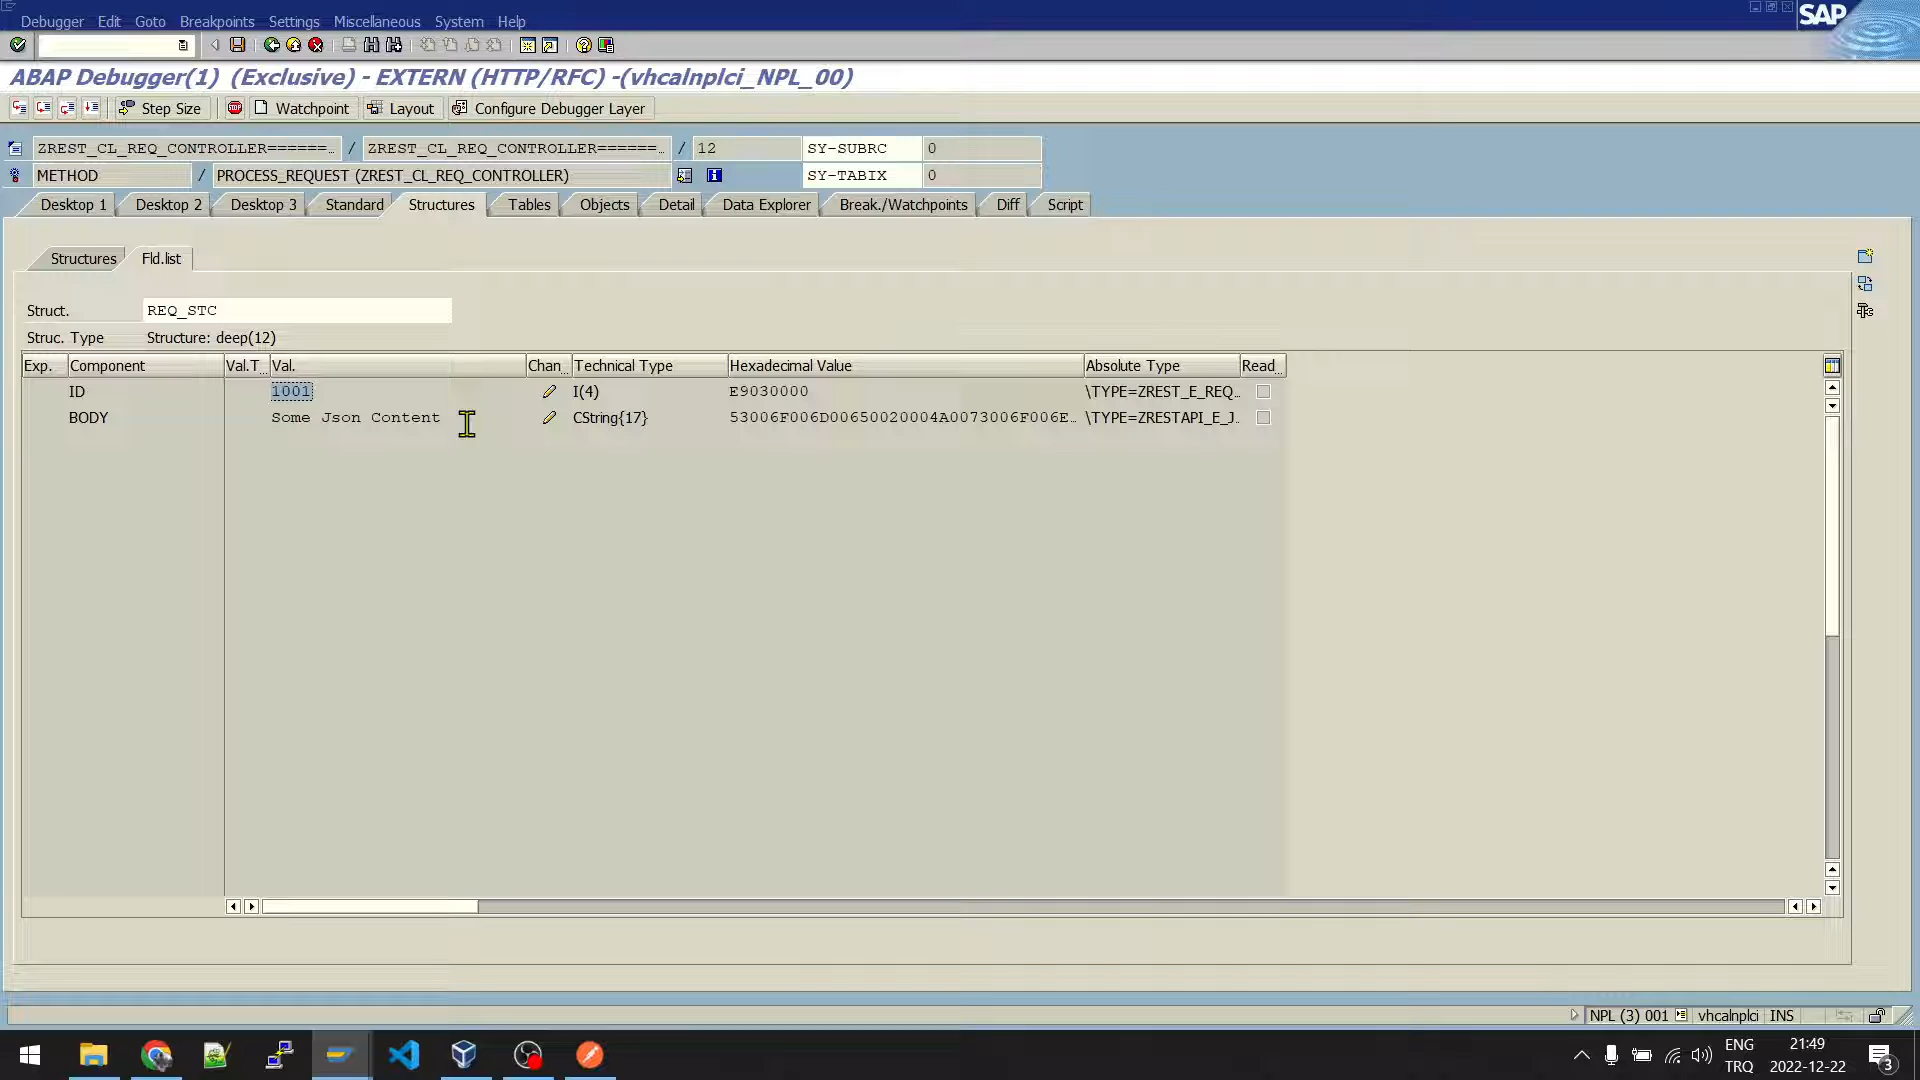 Debugger Edit Goto Breakpoints Settings Miscellaneous System Help
SAP
ABAP Debugger(1) (Exclusive) - EXTERN (HTTP/RFC) -(vhcalnplci_NPL_00)
Step Size Watchpoint Layout Configure Debugger Layer
ZREST_CL_REQ_CONTROLLER======… / ZREST_CL_REQ_CONTROLLER======… / 12 SY-SUBRC 0
METHOD / PROCESS_REQUEST (ZREST_CL_REQ_CONTROLLER) SY-TABIX 0
Desktop 1 Desktop 2 Desktop 3 Standard Structures Tables Objects Detail Data Explorer Break./Watchpoints Diff Script
Structures Fld.list
Struct. REQ_STC
Struc. Type Structure: deep(12)
Exp. Component Val.T… Val. Chan… Technical Type Hexadecimal Value Absolute Type Read…
ID 1001 I(4) E9030000 \TYPE=ZREST_E_REQ…
BODY Some Json Content CString{17} 53006F006D00650020004A0073006F006E… \TYPE=ZRESTAPI_E_J…
NPL (3) 001 vhcalnplci INS
ENG 21:49
TRQ 2022-12-22 3